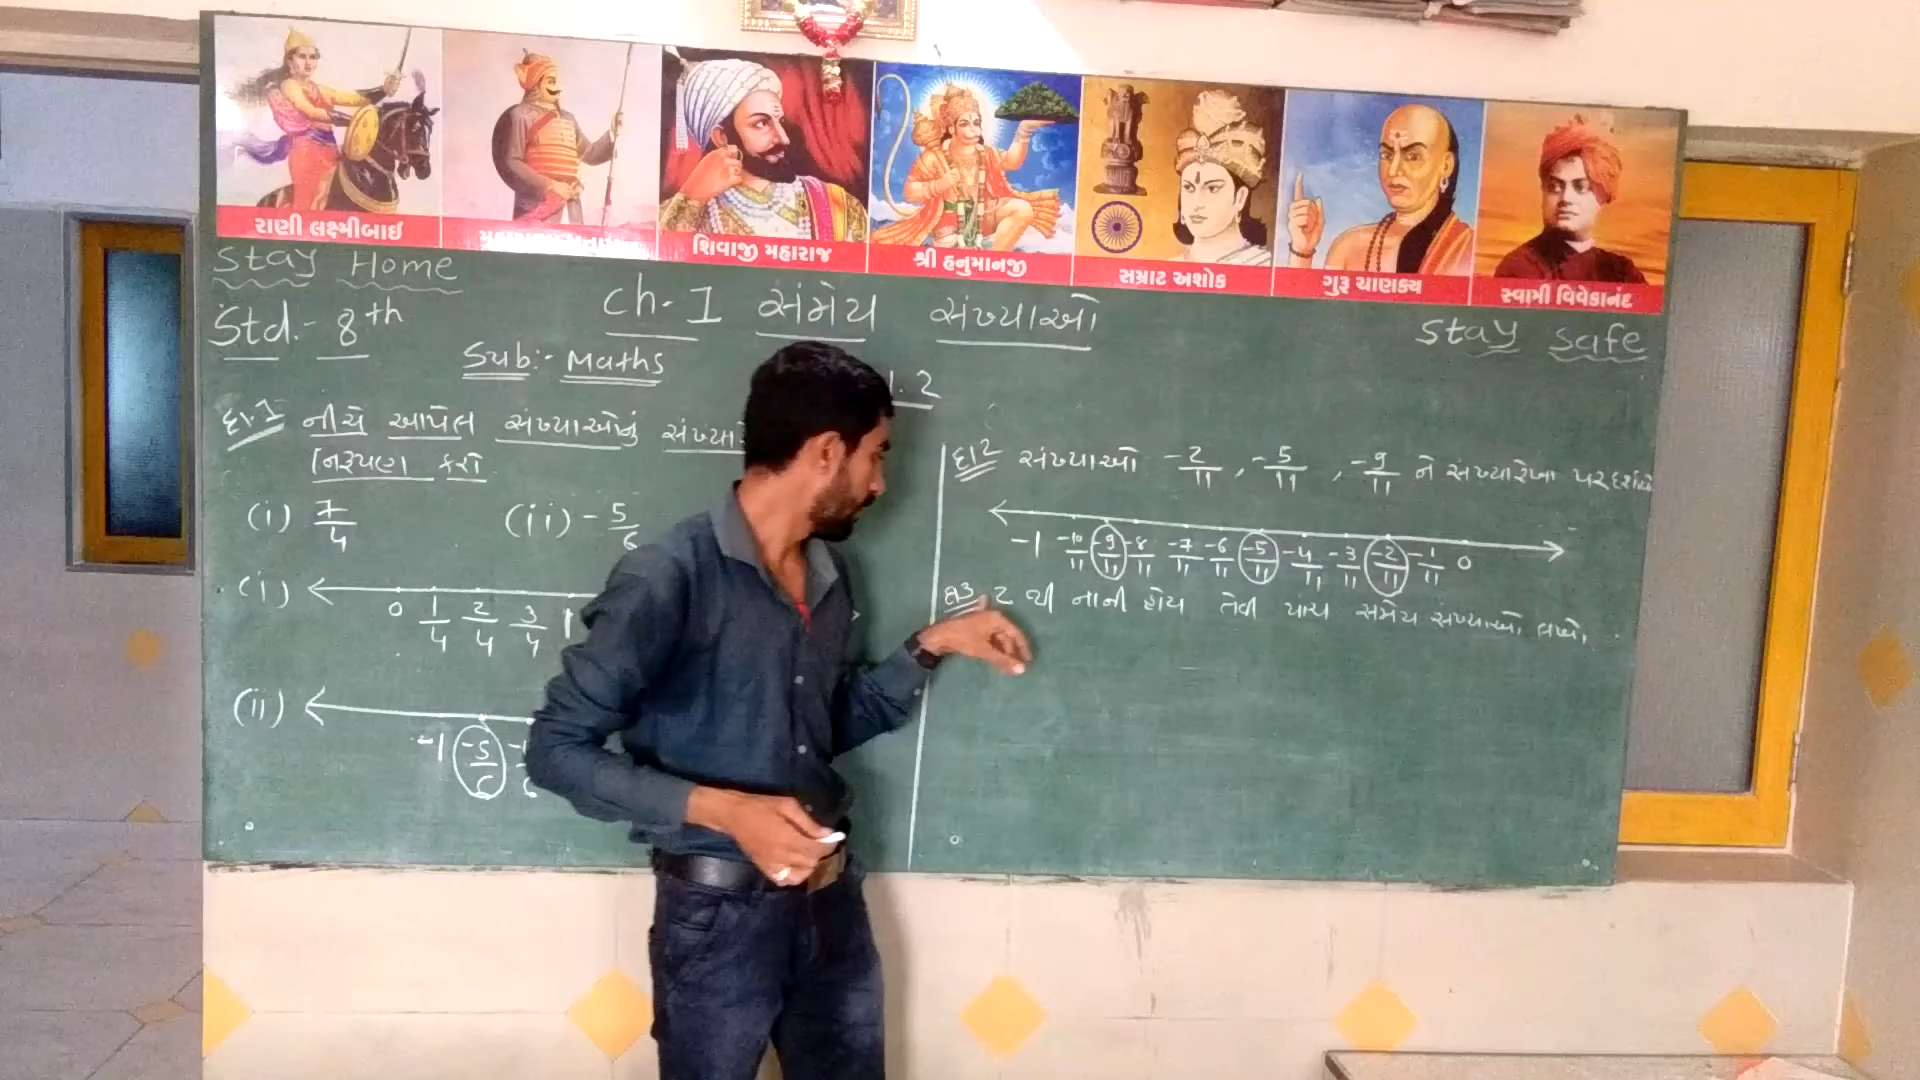 રાણી લક્ષ્મીબાઈ
શિવાજી મહારાજ
શ્રી હનુમાનજી
સમ્રાટ અશોક
ગુરૂ ચાણક્ય
સ્વામી વિવેકાનંદ
Stay Home
Std:- 8th
Ch-1 સંમેય સંખ્યાઓ
Stay Safe
Sub:- Maths
1.2
દા.1 નીચે આપેલ સંખ્યાઓનું
નિરૂપણ કરો
(i) 7/4 (ii) -5/6
(i) 0 1/4 2/4 3/4 1
(ii) -1 -5/6
દા2 સંખ્યાઓ -2/11, -5/11, -9/11 ને સંખ્યારેખા પર દર્શાવો
-1 -10/11 -9/11 -8/11 -7/11 -6/11 -5/11 -4/11 -3/11 -2/11 -1/11 0
દા3 2 થી નાની હોય તેવી પાંચ સંમેય સંખ્યાઓ લખો.